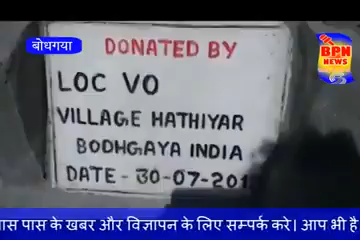 बोधगया
BPN
NEWS
DONATED BY
LOC VO
VILLAGE HATHIYAR
BODHGAYA INDIA
DATE - 30-07-201
पास के खबर और विज्ञापन के लिए सम्पर्क करे। आप भी